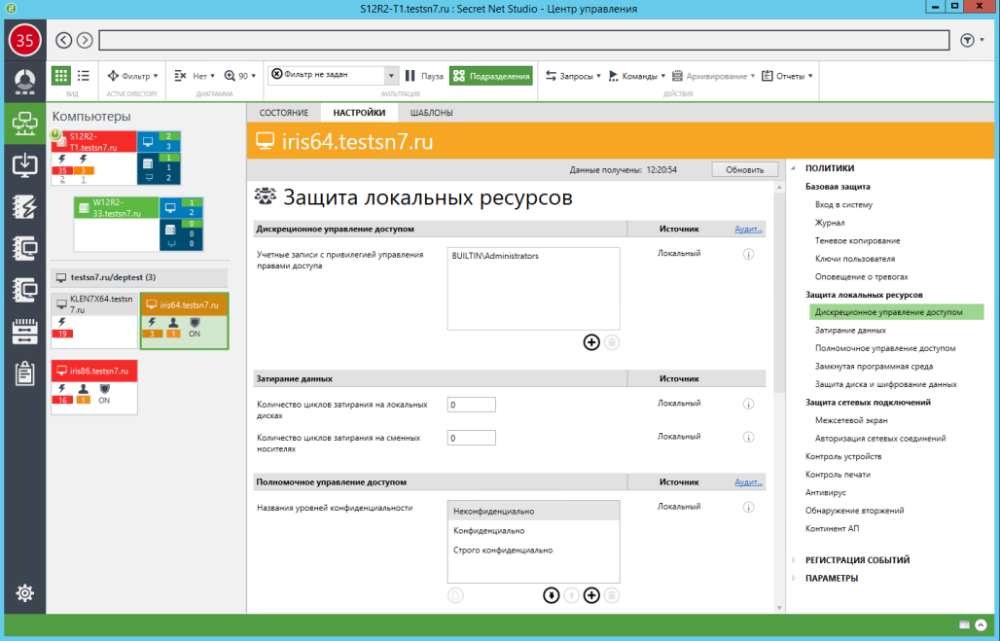 S12R2-T1.testsn7.ru : Secret Net Studio - Центр управления
35
Фильтр
Нет
90
Фильтр не задан
Пауза
Подразделения
Запросы
Команды
Архивирование
Отчеты
ВИД
ACTIVE DIRECTORY
ДИАГРАММА
ФИЛЬТРАЦИЯ
ДЕЙСТВИЯ
Компьютеры
S12R2-
T1.testsn7.ru
2
3
35
3
2
1
1
1
2
W12R2-
33.testsn7.ru
1
2
0
0
0
testsn7.ru/deptest (3)
KLEN7X64.testsn
7.ru
19
iris64.testsn7.ru
3
1
ON
iris86.testsn7.ru
16
1
ON
СОСТОЯНИЕ
НАСТРОЙКИ
ШАБЛОНЫ
iris64.testsn7.ru
Данные получены: 12:20:54
Обновить
Защита локальных ресурсов
Дискреционное управление доступом
Источник
Аудит...
Учетные записи с привилегией управления
правами доступа
BUILTIN\Administrators
Локальный
Затирание данных
Источник
Количество циклов затирания на локальных
дисках
0
Локальный
Количество циклов затирания на сменных
носителях
0
Локальный
Полномочное управление доступом
Источник
Аудит...
Названия уровней конфиденциальности
Неконфиденциально
Конфиденциально
Строго конфиденциально
Локальный
ПОЛИТИКИ
Базовая защита
Вход в систему
Журнал
Теневое копирование
Ключи пользователя
Оповещение о тревогах
Защита локальных ресурсов
Дискреционное управление доступом
Затирание данных
Полномочное управление доступом
Замкнутая программная среда
Защита диска и шифрование данных
Защита сетевых подключений
Межсетевой экран
Авторизация сетевых соединений
Контроль устройств
Контроль печати
Антивирус
Обнаружение вторжений
Континент АП
РЕГИСТРАЦИЯ СОБЫТИЙ
ПАРАМЕТРЫ